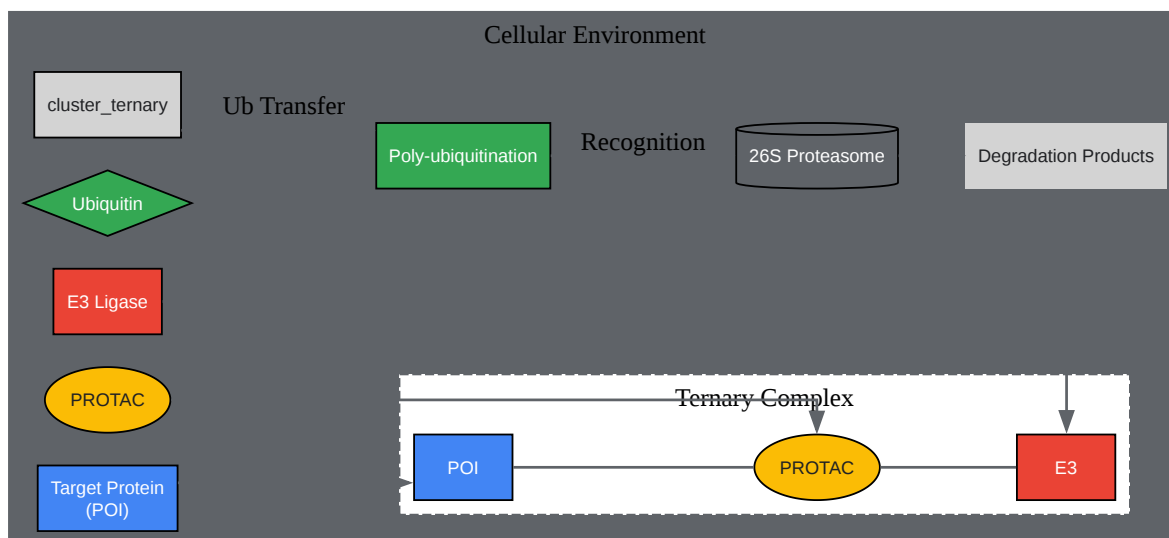 Cellular Environment
cluster_ternary
Ub Transfer
Poly-ubiquitination
Recognition
26S Proteasome
Degradation Products
Ubiquitin
E3 Ligase
PROTAC
Target Protein
(POI)
Ternary Complex
POI
PROTAC
E3